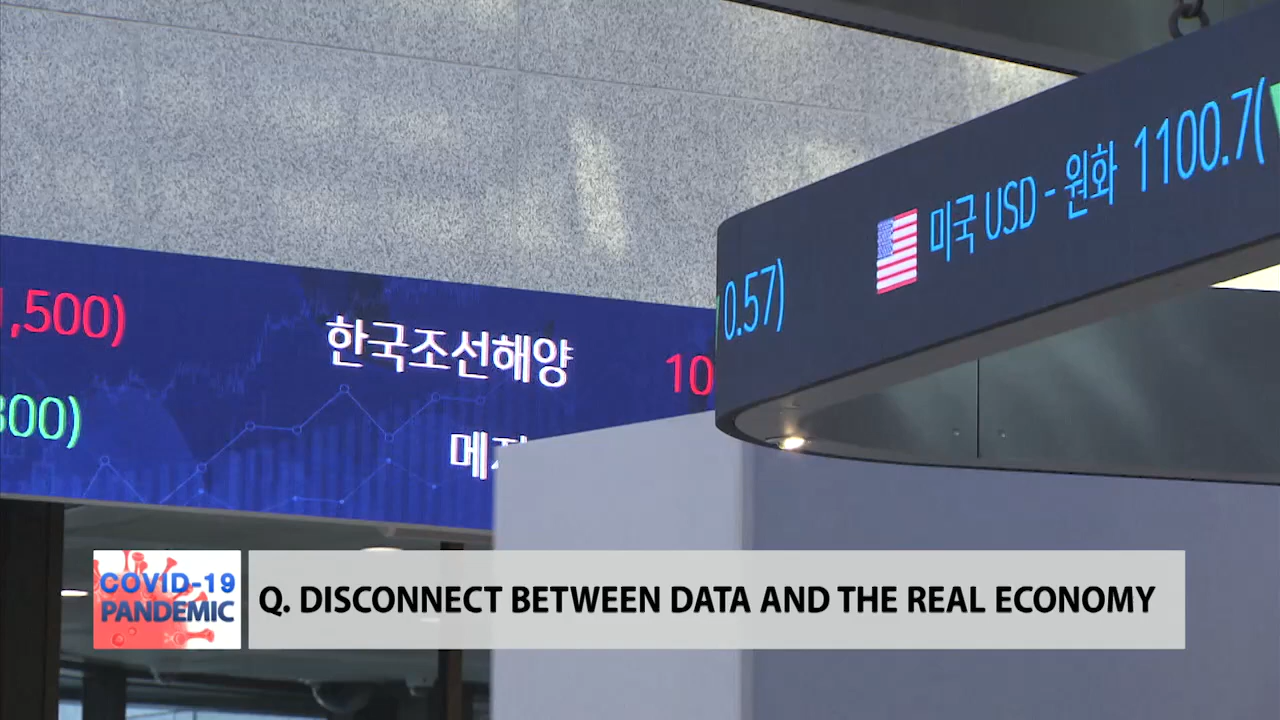 미국 USD - 원화 1100.7(
0.57)
1,500)
한국조선해양
10
300)
COVID-19
PANDEMIC
Q. DISCONNECT BETWEEN DATA AND THE REAL ECONOMY